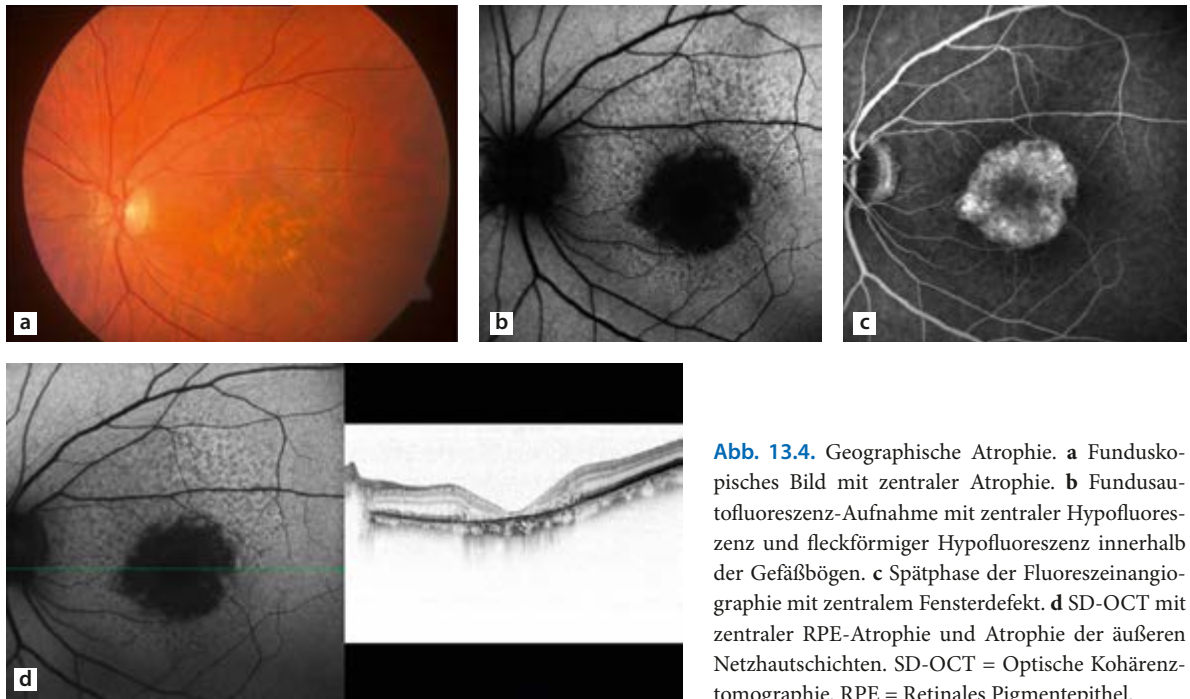 a
b
c
d
Abb. 13.4. Geographische Atrophie. a Fundusko-
pisches Bild mit zentraler Atrophie. b Fundusau-
tofluoreszenz-Aufnahme mit zentraler Hypofluores-
zenz und fleckförmiger Hypofluoreszenz innerhalb
der Gefäßbögen. c Spätphase der Fluoreszeinangio-
graphie mit zentralem Fensterdefekt. d SD-OCT mit
zentraler RPE-Atrophie und Atrophie der äußeren
Netzhautschichten. SD-OCT = Optische Kohärenz-
tomographie, RPE = Retinales Pigmentepithel.